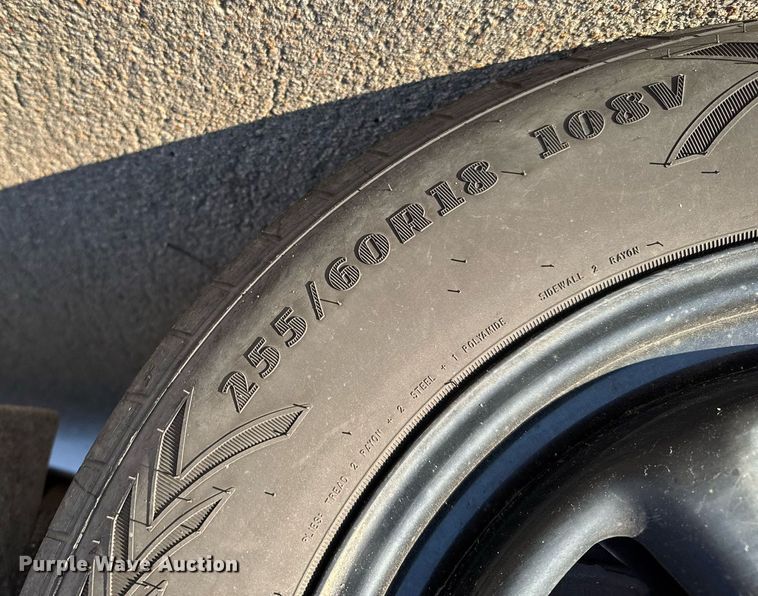 255/60R18 108V
PLIES: TREAD 2 RAYON + 2 STEEL + 1 POLYAMIDE SIDEWALL 2 RAYON
Purple Wave Auction